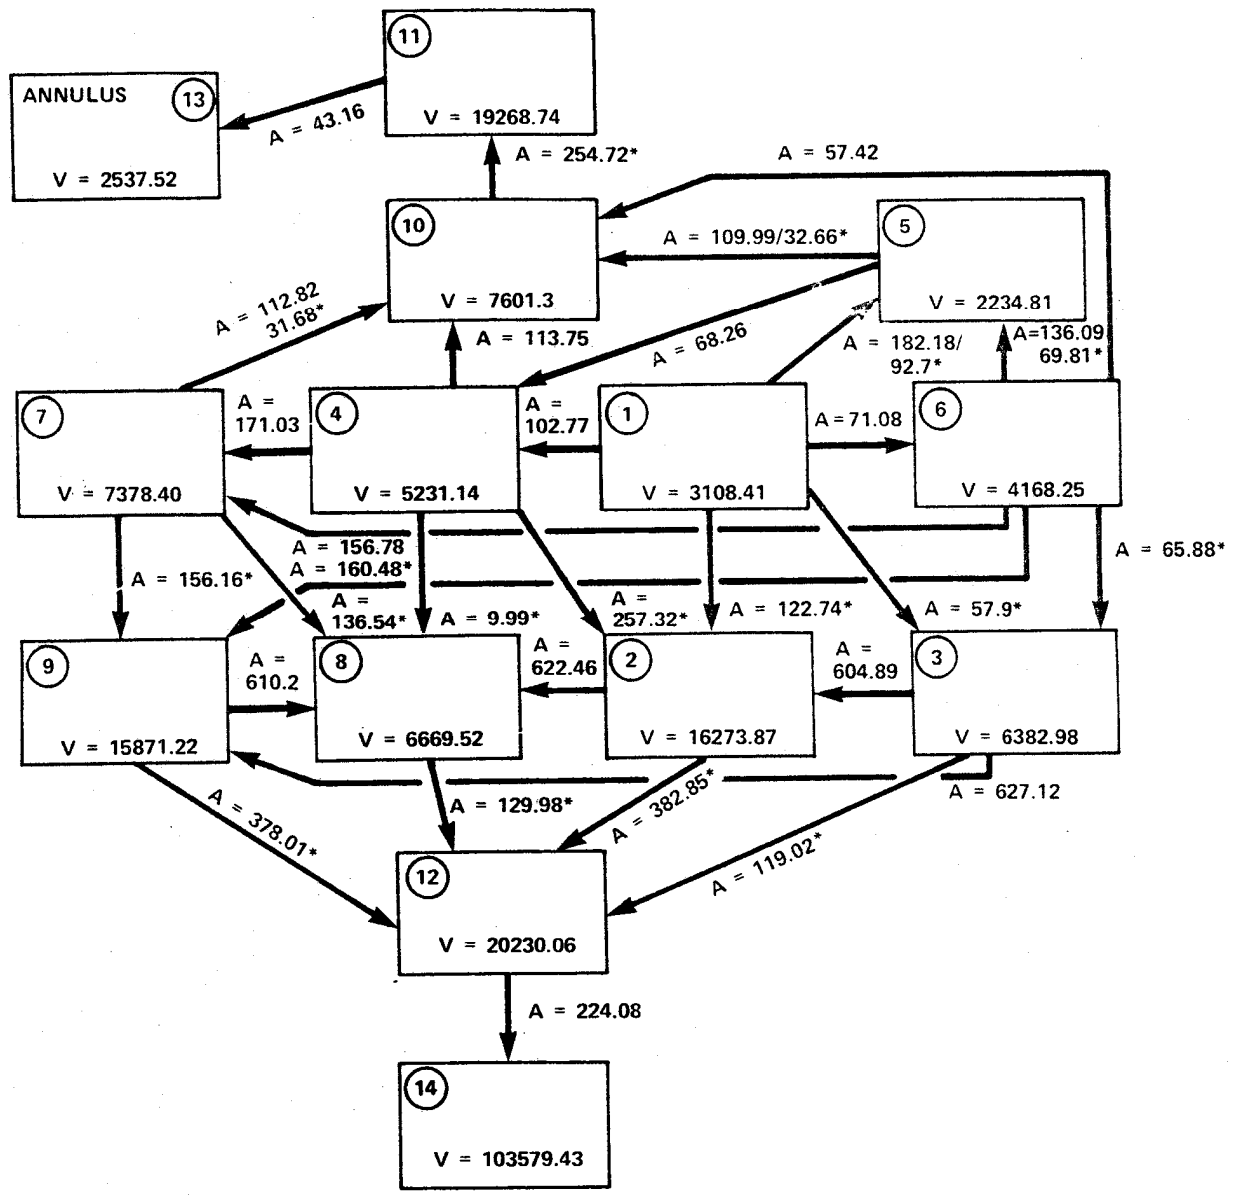 11
V = 19268.74
ANNULUS 13
V = 2537.52
A = 43.16
A = 254.72*
A = 57.42
10
V = 7601.3
A = 109.99/32.66*
5
V = 2234.81
A = 112.82
31.68*
A = 113.75
A = 68.26
A = 182.18/
92.7*
A=136.09
69.81*
7
V = 7378.40
A =
171.03
4
V = 5231.14
A =
102.77
1
V = 3108.41
A=71.08
6
V = 4168.25
A = 156.78
A = 160.48*
A = 65.88*
A = 156.16*
A =
136.54*
A = 9.99*
A =
257.32*
A = 122.74*
A = 57.9*
9
V = 15871.22
A =
610.2
8
V = 6669.52
A =
622.46
2
V = 16273.87
A =
604.89
3
V = 6382.98
A = 378.01*
A = 129.98*
A = 382.85*
A = 119.02*
A = 627.12
12
V = 20230.06
A = 224.08
14
V = 103579.43